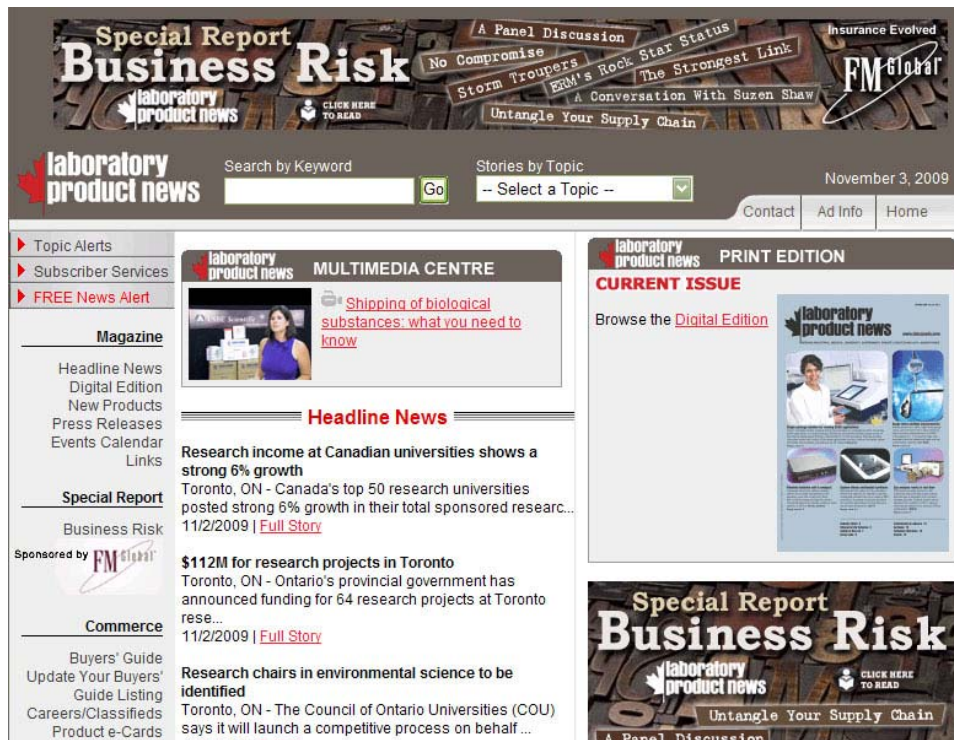 Special Report
Business Risk
laboratory
product news
CLICK HERE
TO READ
A Panel Discussion
No Compromise
Storm Troupers
ERM's Rock Star Status
The Strongest Link
A Conversation With Suzen Shaw
Untangle Your Supply Chain
Insurance Evolved
FM Global
laboratory
product news
Search by Keyword
Go
Stories by Topic
-- Select a Topic --
November 3, 2009
Contact
Ad Info
Home
Topic Alerts
Subscriber Services
FREE News Alert
Magazine
Headline News
Digital Edition
New Products
Press Releases
Events Calendar
Links
Special Report
Business Risk
Sponsored by FM Global
Commerce
Buyers' Guide
Update Your Buyers'
Guide Listing
Careers/Classifieds
Product e-Cards
laboratory
product news
MULTIMEDIA CENTRE
Shipping of biological
substances: what you need to
know
Headline News
Research income at Canadian universities shows a
strong 6% growth
Toronto, ON - Canada's top 50 research universities
posted strong 6% growth in their total sponsored researc...
11/2/2009 | Full Story
$112M for research projects in Toronto
Toronto, ON - Ontario's provincial government has
announced funding for 64 research projects at Toronto
rese...
11/2/2009 | Full Story
Research chairs in environmental science to be
identified
Toronto, ON - The Council of Ontario Universities (COU)
says it will launch a competitive process on behalf ...
laboratory
product news
PRINT EDITION
CURRENT ISSUE
Browse the Digital Edition
laboratory
product news
Special Report
Business Risk
laboratory
product news
CLICK HERE
TO READ
Untangle Your Supply Chain
A Panel Discussion